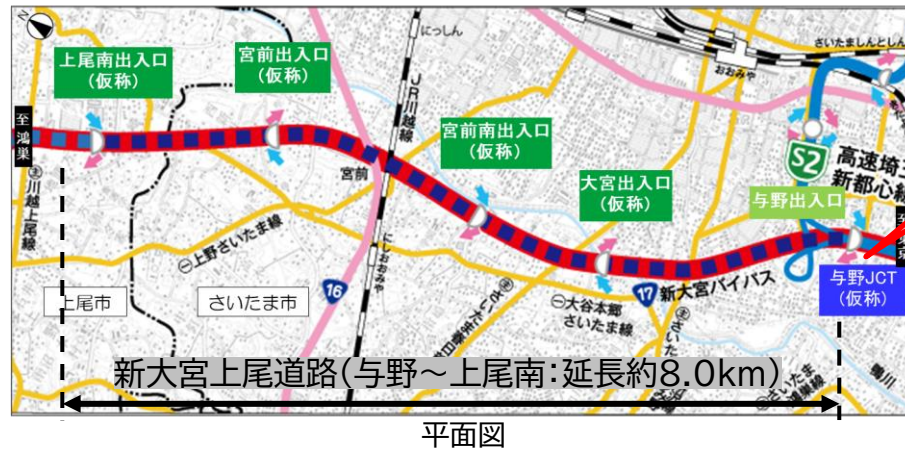 上尾南出入口
(仮称)
宮前出入口
(仮称)
にっしん
さいたましんとしん
おおみや
JR川越線
宮前南出入口
(仮称)
至
鴻巣
㊤川越上尾線
宮前
大宮出入口
(仮称)
S2
高速埼玉
新都心線
与野出入口
㊀上野さいたま線
にしおおみや
与野JCT
(仮称)
上尾市
さいたま市
16
17
新大宮バイパス
㊀大谷本郷
さいたま線
鴨川
新大宮上尾道路(与野～上尾南:延長約8.0km)
平面図